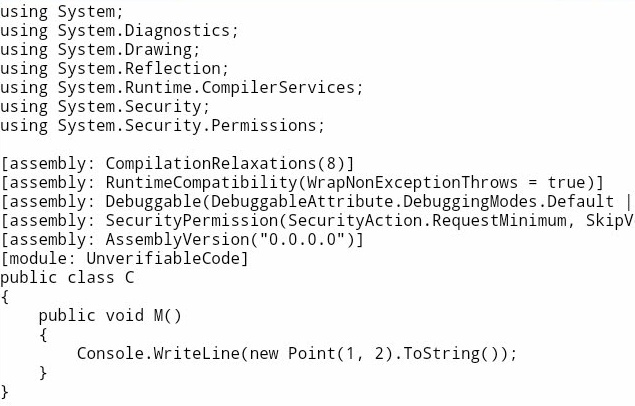 using System;
using System.Diagnostics;
using System.Drawing;
using System.Reflection;
using System.Runtime.CompilerServices;
using System.Security;
using System.Security.Permissions;

[assembly: CompilationRelaxations(8)]
[assembly: RuntimeCompatibility(WrapNonExceptionThrows = true)]
[assembly: Debuggable(DebuggableAttribute.DebuggingModes.Default |
[assembly: SecurityPermission(SecurityAction.RequestMinimum, SkipV
[assembly: AssemblyVersion("0.0.0.0")]
[module: UnverifiableCode]
public class C
{
    public void M()
    {
        Console.WriteLine(new Point(1, 2).ToString());
    }
}